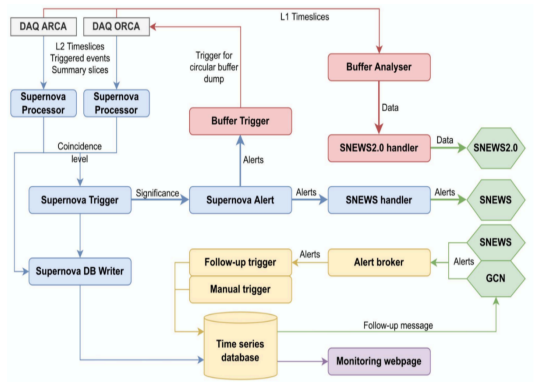 DAQ ARCA
DAQ ORCA
L1 Timeslices
L2 Timeslices
Triggered events
Summary slices
Trigger for
circular buffer
dump
Buffer Analyser
Supernova
Processor
Supernova
Processor
Data
Buffer Trigger
Coincidence
level
SNEWS2.0 handler
Data
SNEWS2.0
Alerts
Supernova Trigger
Significance
Supernova Alert
Alerts
SNEWS handler
Alerts
SNEWS
SNEWS
Supernova DB Writer
Follow-up trigger
Alerts
Alert broker
Alerts
GCN
Manual trigger
Follow-up message
Time series
database
Monitoring webpage